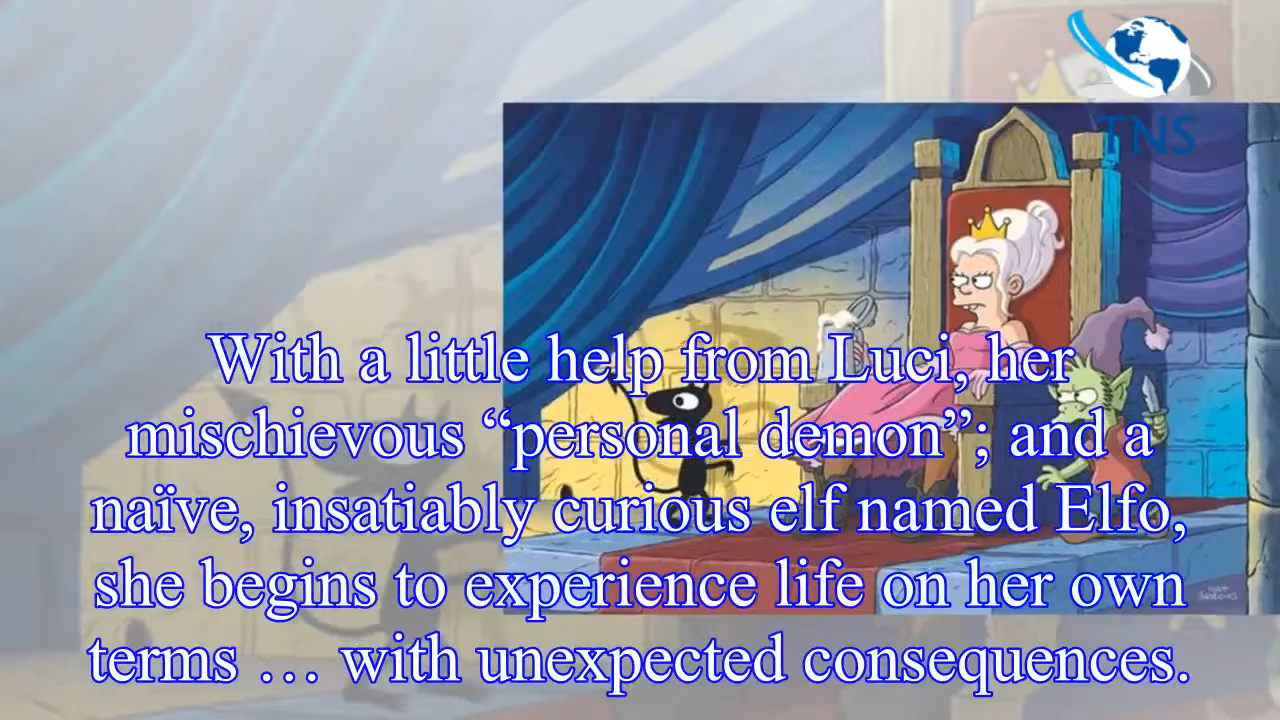 TNS
With a little help from Luci, her
mischievous “personal demon”; and a
naïve, insatiably curious elf named Elfo,
she begins to experience life on her own
terms … with unexpected consequences.